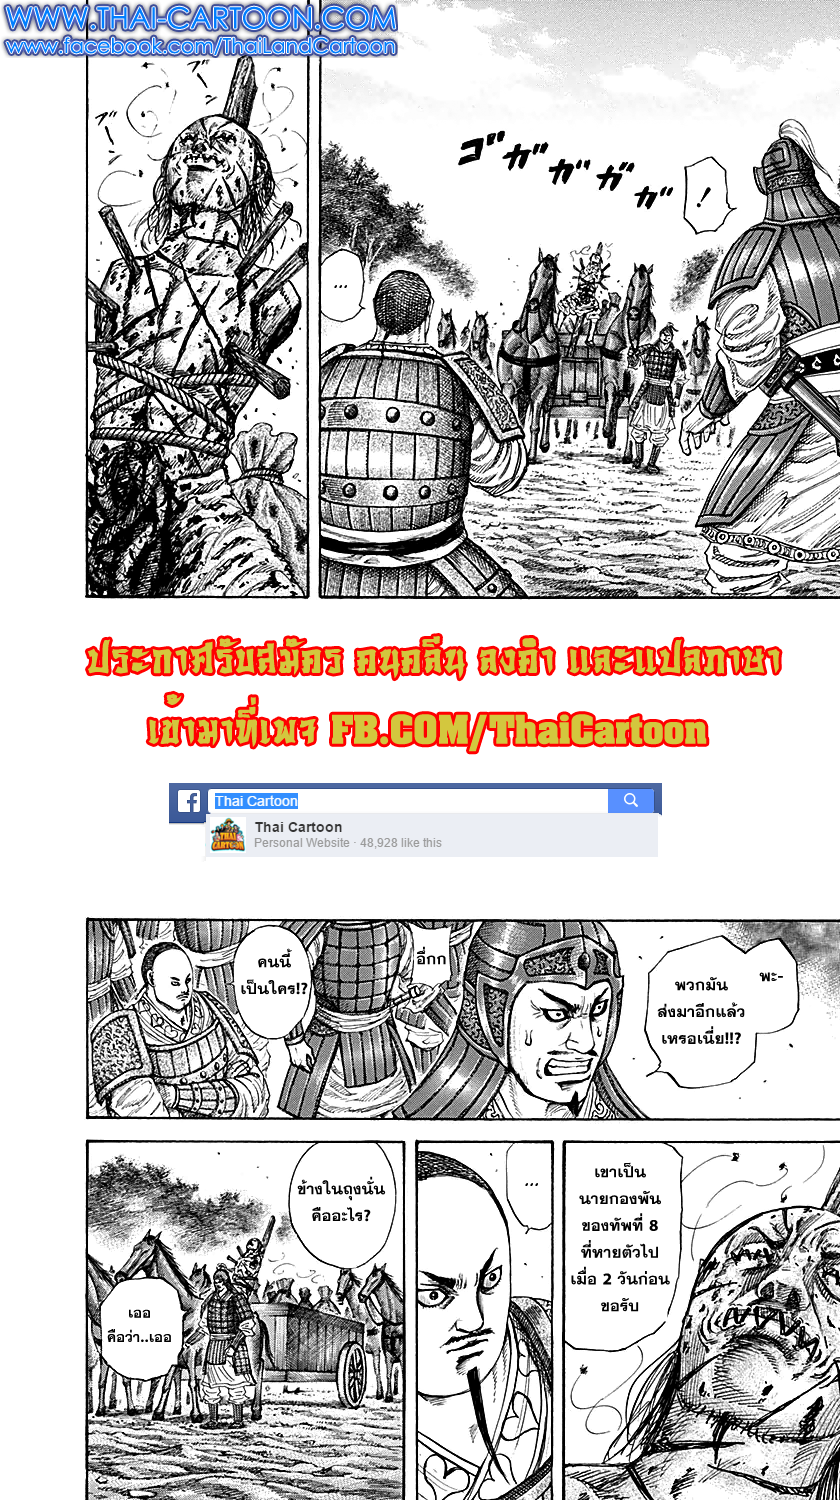 WWW.THAI-CARTOON.COM
www.facebook.com/ThaiLandCartoon
ゴガガガガ
!
...
ブーン
ブーン
ประกาศรับสมัคร คนคลีน ลงคำ และแปลภาษา
เข้ามาที่เพจ FB.COM/ThaiCartoon
Thai Cartoon
Thai Cartoon
Personal Website · 48,928 like this
พะ-
พวกมัน
ส่งมาอีกแล้ว
เหรอเนี่ย!!!?
อี่กก
คนนี้
เป็นใคร!?
เขาเป็น
นายกองพัน
ของทัพที่ 8
ที่หายตัวไป
เมื่อ 2 วันก่อน
ขอรับ
...
ข้างในถุงนั่น
คืออะไร?
เออ
คือว่า..เออ